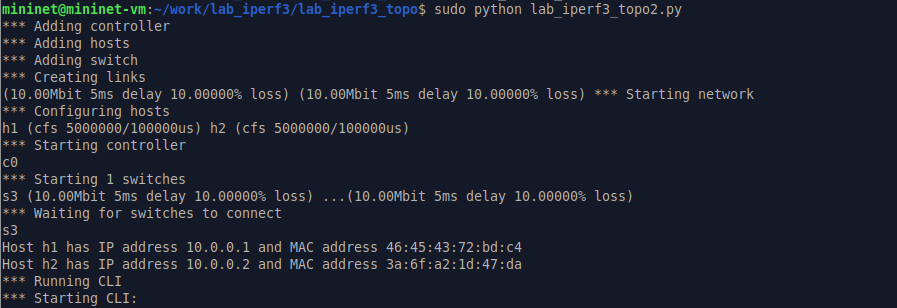 mininet@mininet-vm:~/work/lab_iperf3/lab_iperf3_topo$ sudo python lab_iperf3_topo2.py
*** Adding controller
*** Adding hosts
*** Adding switch
*** Creating links
(10.00Mbit 5ms delay 10.00000% loss) (10.00Mbit 5ms delay 10.00000% loss) *** Starting network
*** Configuring hosts
h1 (cfs 5000000/100000us) h2 (cfs 5000000/100000us)
*** Starting controller
c0
*** Starting 1 switches
s3 (10.00Mbit 5ms delay 10.00000% loss) ...(10.00Mbit 5ms delay 10.00000% loss)
*** Waiting for switches to connect
s3
Host h1 has IP address 10.0.0.1 and MAC address 46:45:43:72:bd:c4
Host h2 has IP address 10.0.0.2 and MAC address 3a:6f:a2:1d:47:da
*** Running CLI
*** Starting CLI: